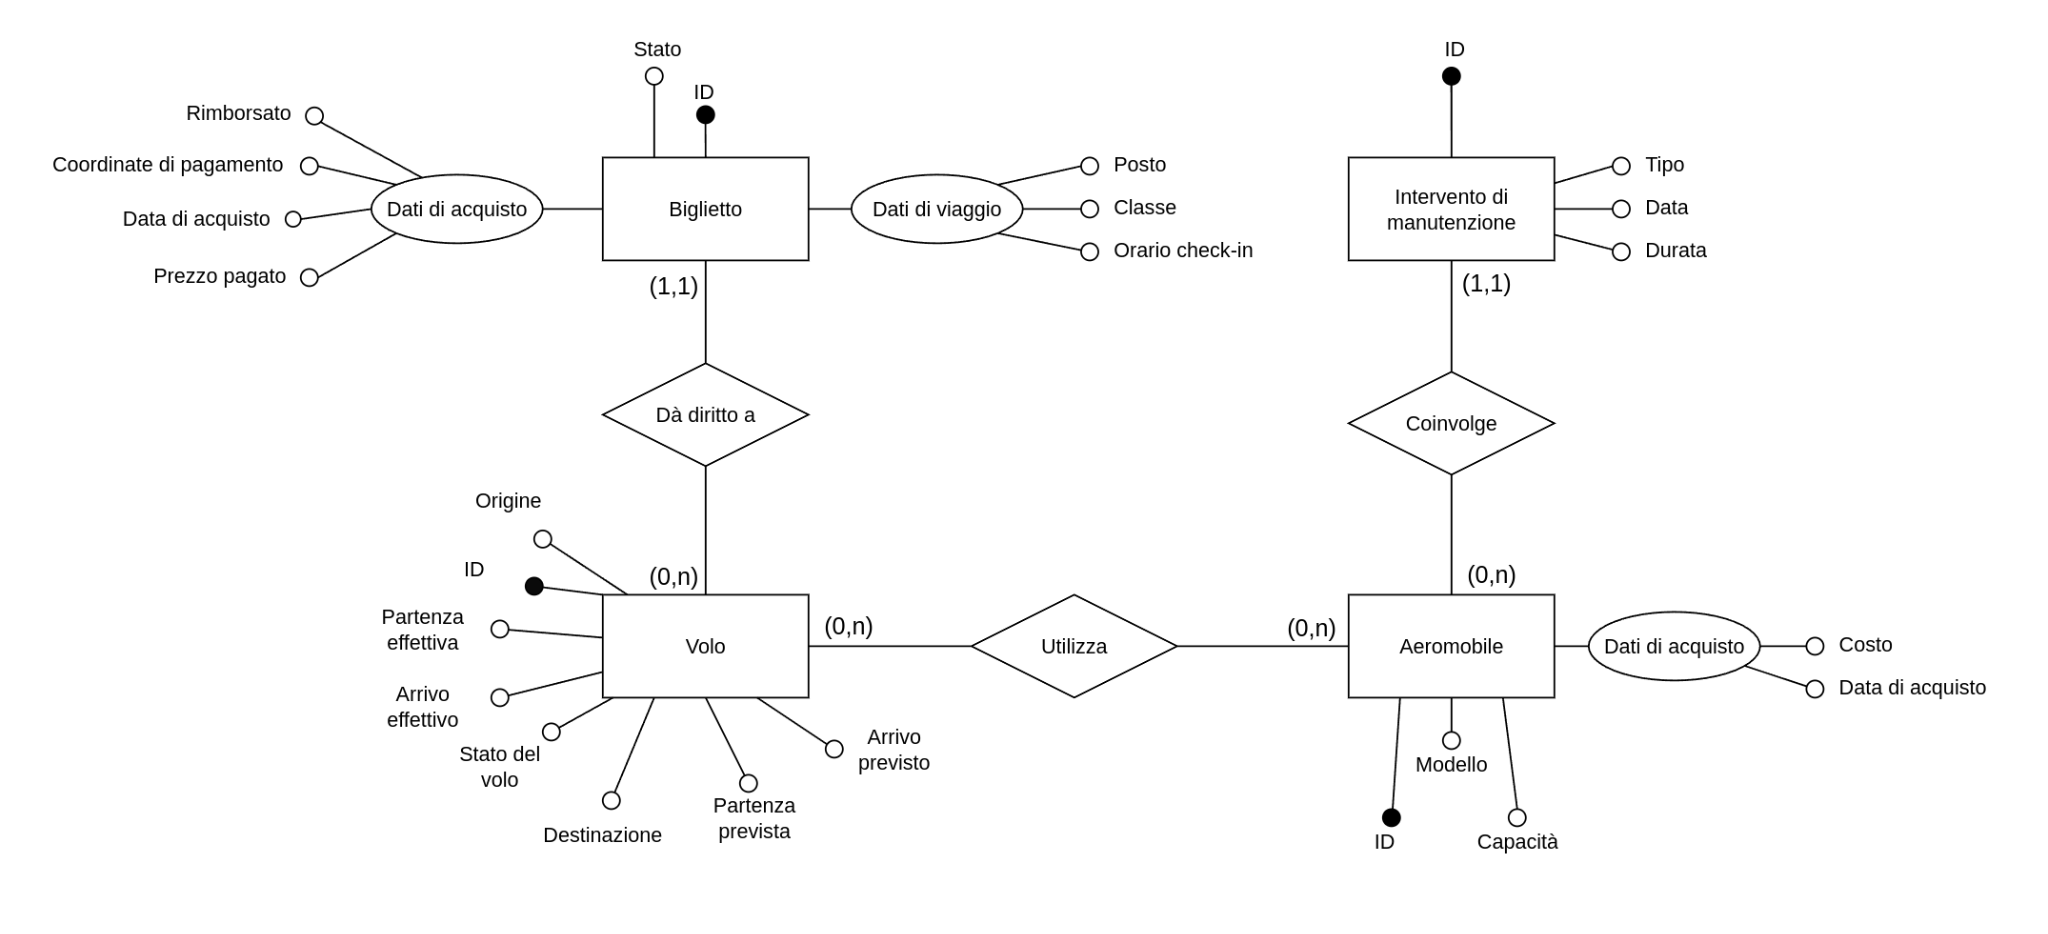 Stato
ID
ID
Rimborsato
Coordinate di pagamento
Data di acquisto
Prezzo pagato
Dati di acquisto
Biglietto
Dati di viaggio
Posto
Classe
Orario check-in
Intervento di
manutenzione
Tipo
Data
Durata
(1,1)
(1,1)
Dà diritto a
Coinvolge
Origine
ID
Partenza
effettiva
Arrivo
effettivo
Stato del
volo
Destinazione
Partenza
prevista
Arrivo
previsto
(0,n)
Volo
(0,n)
Utilizza
(0,n)
(0,n)
Aeromobile
Dati di acquisto
Costo
Data di acquisto
Modello
ID
Capacità